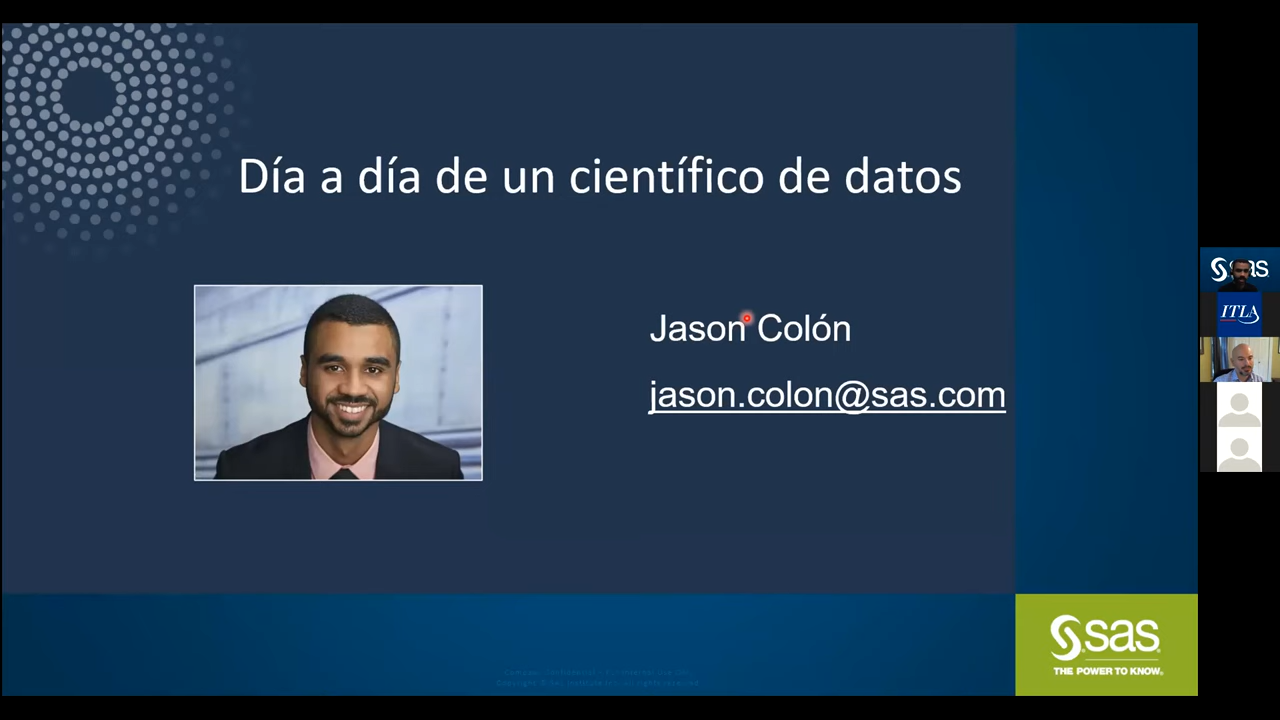 Día a día de un científico de datos
Jason Colón
jason.colon@sas.com
sas
THE POWER TO KNOW.
sas
ITLA